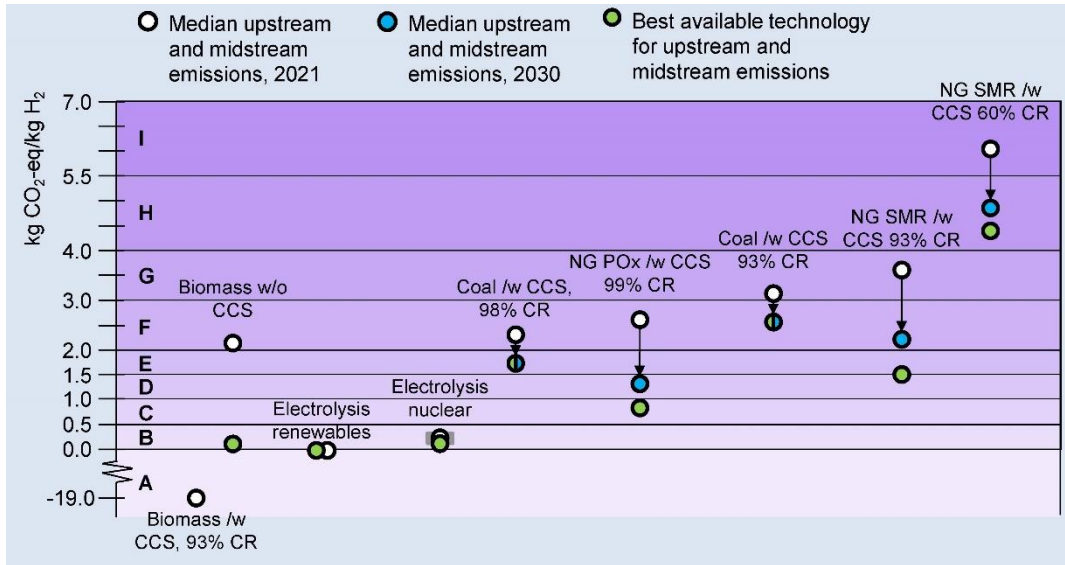 Median upstream
and midstream
emissions, 2021
Median upstream
and midstream
emissions, 2030
Best available technology
for upstream and
midstream emissions
kg CO₂-eq/kg H₂
7.0
5.5
4.0
3.0
2.0
1.5
1.0
0.5
0.0
-19.0
I
H
G
F
E
D
C
B
A
Biomass /w
CCS, 93% CR
Biomass w/o
CCS
Electrolysis
renewables
Electrolysis
nuclear
Coal /w CCS,
98% CR
NG POx /w CCS
99% CR
Coal /w CCS
93% CR
NG SMR /w
CCS 93% CR
NG SMR /w
CCS 60% CR